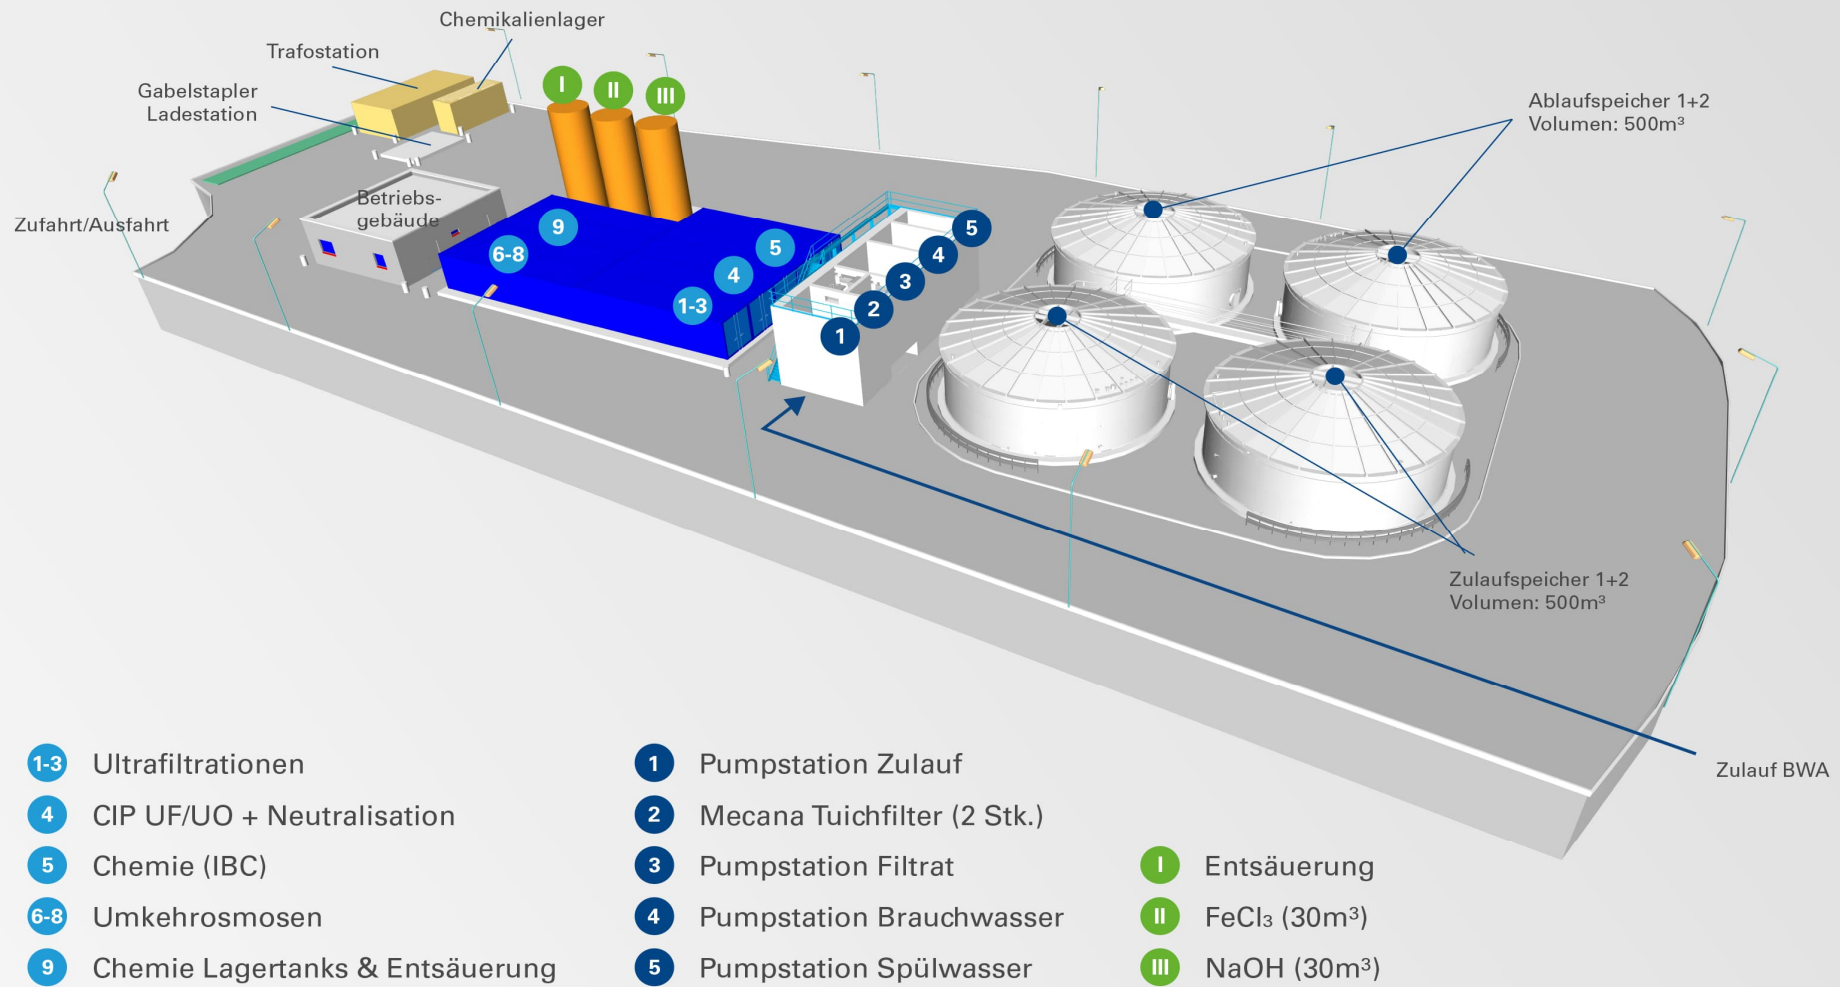 Chemikalienlager
Trafostation
Gabelstapler
Ladestation
Zufahrt/Ausfahrt
Betriebs-
gebäude
I
II
III
9
6-8
5
4
1-3
5
4
3
2
1
Ablaufspeicher 1+2
Volumen: 500m³
Zulaufspeicher 1+2
Volumen: 500m³
Zulauf BWA
1-3 Ultrafiltrationen
4 CIP UF/UO + Neutralisation
5 Chemie (IBC)
6-8 Umkehrosmosen
9 Chemie Lagertanks & Entsäuerung
1 Pumpstation Zulauf
2 Mecana Tuichfilter (2 Stk.)
3 Pumpstation Filtrat
4 Pumpstation Brauchwasser
5 Pumpstation Spülwasser
I Entsäuerung
II FeCl₃ (30m³)
III NaOH (30m³)